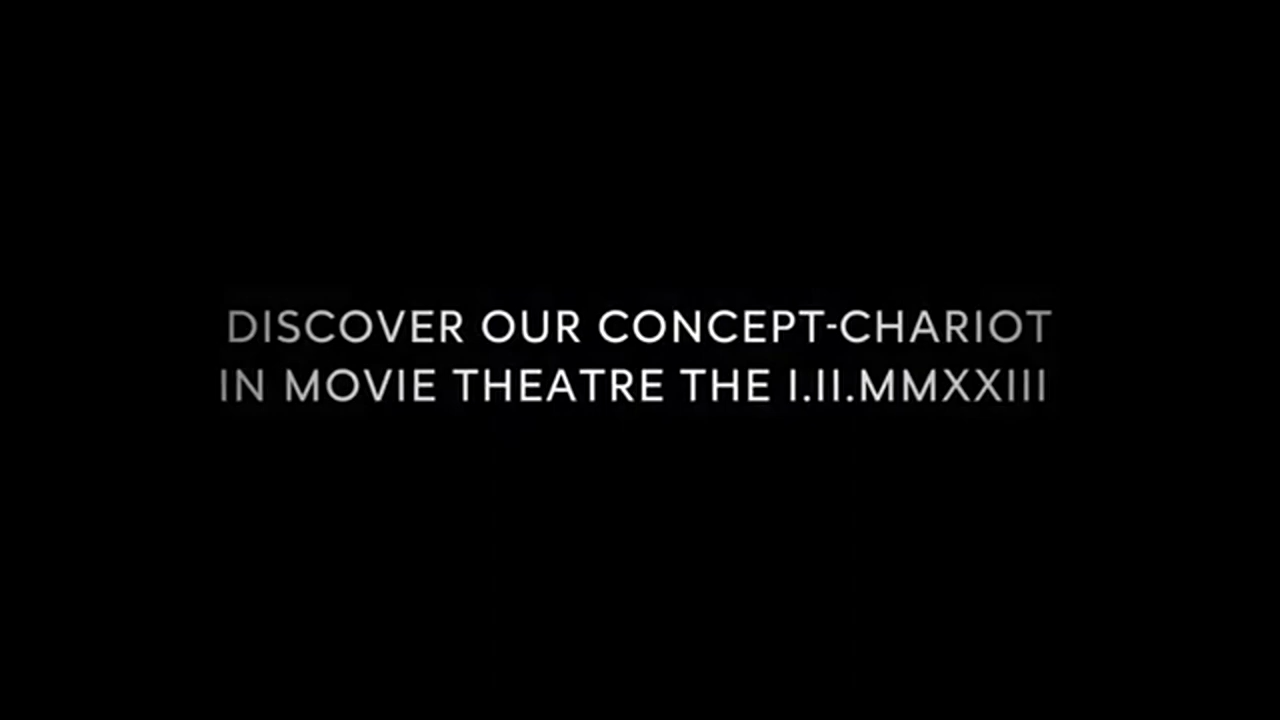 DISCOVER OUR CONCEPT-CHARIOT
IN MOVIE THEATRE THE I.II.MMXXIII